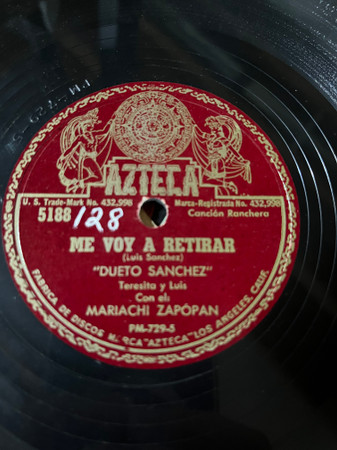 AZTECA
U. S. Trade-Mark No. 432,998
Marca-Registrada No. 432,998
5188 128
Canción Ranchera
ME VOY A RETIRAR
(Luis Sanchez)
"DUETO SANCHEZ"
Teresita y Luis
Con el:
MARIACHI ZAPÓPAN
PM-729-5
FABRICA DE DISCOS "AZTECA" LOS ANGELES, CALIF.